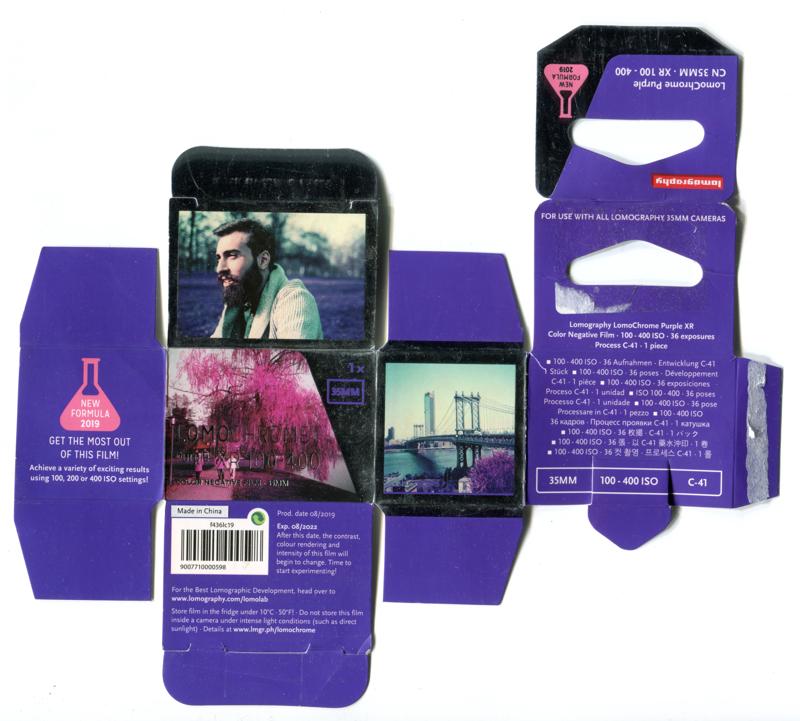 NEW
FORMULA
2019
GET THE MOST OUT
OF THIS FILM!
Achieve a variety of exciting results
using 100, 200 or 400 ISO settings!
1x
35MM
LOMOCHROME
PURPLE XR 100-400
COLOR NEGATIVE FILM · 35MM
Made in China
f436lc19
9007710000598
Prod. date 08/2019
Exp. 08/2022
After this date, the contrast,
colour rendering and
intensity of this film will
begin to change. Time to
start experimenting!
For the Best Lomographic Development, head over to
www.lomography.com/lomolab
Store film in the fridge under 10°C · 50°F! · Do not store this film
inside a camera under intense light conditions (such as direct
sunlight) · Details at www.lmgr.ph/lomochrome
LomoChrome Purple
CN 35MM · XR 100 - 400
NEW
FORMULA
2019
lomography
FOR USE WITH ALL LOMOGRAPHY 35MM CAMERAS
Lomography LomoChrome Purple XR
Color Negative Film · 100 - 400 ISO · 36 exposures
Process C-41 · 1 piece
■ 100 - 400 ISO · 36 Aufnahmen · Entwicklung C-41
1 Stück ■ 100 - 400 ISO · 36 poses · Développement
C-41 · 1 pièce ■ 100 - 400 ISO · 36 exposiciones ·
Proceso C-41 · 1 unidad ■ ISO 100 - 400 · 36 poses
Processo C-41 · 1 unidade ■ 100 - 400 ISO · 36 pose
Processare in C-41 · 1 pezzo ■ 100 - 400 ISO
36 кадров · Процесс проявки C-41 · 1 катушка
■ 100 - 400 ISO · 36 枚撮 · C-41 · 1 パック
■ 100 - 400 ISO · 36 張 · 以 C-41 藥水沖印 · 1 卷
■ 100 - 400 ISO · 36 컷 촬영 · 프로세스 C-41 · 1 롤
35MM
100 - 400 ISO
C-41